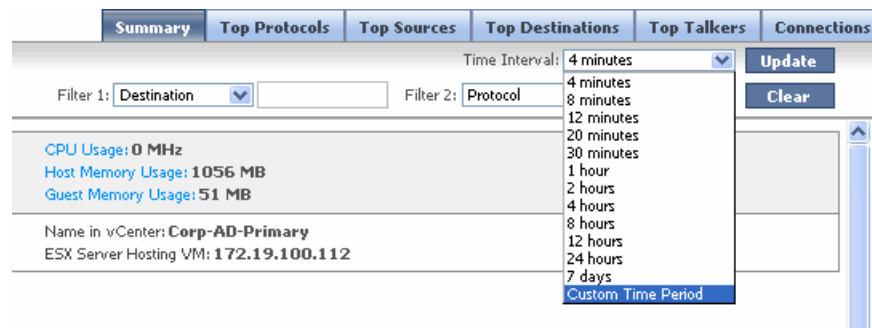 Summary Top Protocols Top Sources Top Destinations Top Talkers Connections
Time Interval: 4 minutes Update
Filter 1: Destination Filter 2: Protocol Clear
4 minutes
8 minutes
12 minutes
20 minutes
30 minutes
1 hour
2 hours
4 hours
8 hours
12 hours
24 hours
7 days
Custom Time Period
CPU Usage: 0 MHz
Host Memory Usage: 1056 MB
Guest Memory Usage: 51 MB
Name in vCenter: Corp-AD-Primary
ESX Server Hosting VM: 172.19.100.112